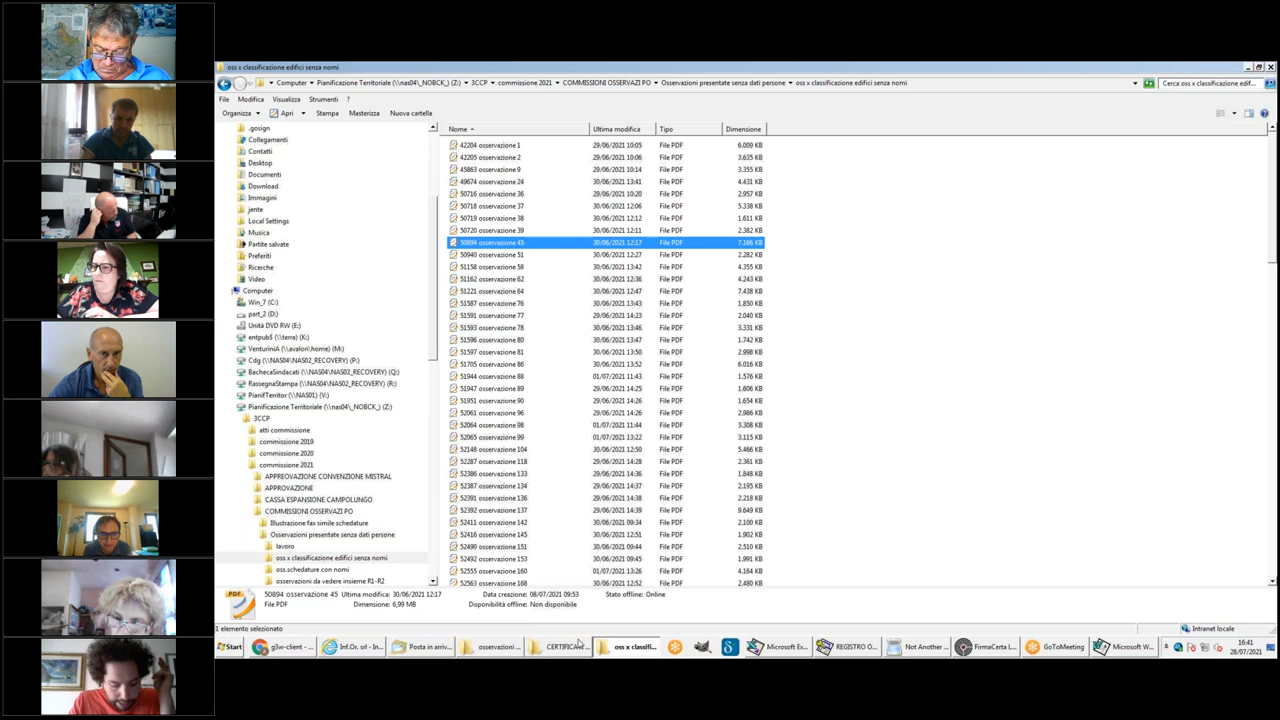 oss x classificazione edifici senza nomi
Computer ▸ Pianificazione Territoriale (\\nas04\_NOBCK_) (Z:) ▸ 3CCP ▸ commissione 2021 ▸ COMMISSIONI OSSERVAZI PO ▸ Osservazioni presentate senza dati persone ▸ oss x classificazione edifici senza nomi
Cerca oss x classificazione edif...
File Modifica Visualizza Strumenti ?
Organizza Apri Stampa Masterizza Nuova cartella
.gosign
Collegamenti
Contatti
Desktop
Documenti
Download
Immagini
jente
Local Settings
Musica
Partite salvate
Preferiti
Ricerche
Video
Computer
Win_7 (C:)
part_2 (D:)
Unità DVD RW (E:)
entpub$ (\\terra) (K:)
VenturiniA (\\avalon\home) (M:)
Cdg (\\NAS04\NAS02_RECOVERY) (P:)
BachecaSindacati (\\NAS04\NAS02_RECOVERY) (Q:)
RassegnaStampa (\\NAS04\NAS02_RECOVERY) (R:)
PianifTerritor (\\NAS01) (V:)
Pianificazione Territoriale (\\nas04\_NOBCK_) (Z:)
3CCP
atti commissione
commissione 2019
commissione 2020
commissione 2021
APPREOVAZIONE CONVENZIONE MISTRAL
APPROVAZIONE
CASSA ESPANSIONE CAMPOLUNGO
COMMISSIONI OSSERVAZI PO
Illustrazione fax simile schedature
Osservazioni presentate senza dati persone
lavoro
oss x classificazione edifici senza nomi
oss.schedature con nomi
osservazioni da vedere insieme R1-R2
Nome Ultima modifica Tipo Dimensione
42204 osservazione 1 29/06/2021 10:05 File PDF 6.009 KB
42205 osservazione 2 29/06/2021 10:06 File PDF 3.635 KB
45863 osservazione 9 29/06/2021 10:14 File PDF 3.355 KB
49674 osservazione 24 30/06/2021 13:41 File PDF 4.431 KB
50716 osservazione 36 29/06/2021 10:20 File PDF 2.957 KB
50718 osservazione 37 30/06/2021 12:06 File PDF 5.338 KB
50719 osservazione 38 30/06/2021 12:12 File PDF 1.611 KB
50720 osservazione 39 30/06/2021 12:11 File PDF 2.382 KB
50894 osservazione 45 30/06/2021 12:17 File PDF 7.166 KB
50940 osservazione 51 30/06/2021 12:27 File PDF 2.282 KB
51158 osservazione 58 30/06/2021 13:42 File PDF 4.355 KB
51162 osservazione 62 30/06/2021 12:36 File PDF 4.243 KB
51221 osservazione 64 30/06/2021 12:47 File PDF 7.438 KB
51587 osservazione 76 30/06/2021 13:43 File PDF 1.850 KB
51591 osservazione 77 29/06/2021 14:23 File PDF 2.040 KB
51593 osservazione 78 30/06/2021 13:46 File PDF 3.331 KB
51596 osservazione 80 30/06/2021 13:47 File PDF 1.742 KB
51597 osservazione 81 30/06/2021 13:50 File PDF 2.998 KB
51705 osservazione 86 30/06/2021 13:52 File PDF 6.016 KB
51944 osservazione 88 01/07/2021 11:43 File PDF 1.576 KB
51947 osservazione 89 29/06/2021 14:25 File PDF 1.606 KB
51951 osservazione 90 29/06/2021 14:26 File PDF 1.654 KB
52061 osservazione 96 29/06/2021 14:26 File PDF 2.986 KB
52064 osservazione 98 01/07/2021 11:44 File PDF 3.308 KB
52065 osservazione 99 01/07/2021 13:22 File PDF 3.115 KB
52148 osservazione 104 30/06/2021 12:50 File PDF 5.466 KB
52287 osservazione 118 29/06/2021 14:28 File PDF 2.361 KB
52386 osservazione 133 29/06/2021 14:36 File PDF 1.848 KB
52387 osservazione 134 29/06/2021 14:37 File PDF 2.195 KB
52391 osservazione 136 29/06/2021 14:38 File PDF 2.218 KB
52392 osservazione 137 29/06/2021 14:39 File PDF 9.649 KB
52411 osservazione 142 30/06/2021 09:34 File PDF 2.100 KB
52416 osservazione 145 30/06/2021 12:51 File PDF 1.902 KB
52490 osservazione 151 30/06/2021 09:44 File PDF 2.510 KB
52492 osservazione 153 30/06/2021 09:45 File PDF 1.991 KB
52555 osservazione 160 01/07/2021 13:26 File PDF 4.164 KB
52563 osservazione 168 30/06/2021 12:52 File PDF 2.480 KB
PDF
50894 osservazione 45 Ultima modifica: 30/06/2021 12:17 Data creazione: 08/07/2021 09:53 Stato offline: Online
File PDF Dimensione: 6,99 MB Disponibilità offline: Non disponibile
1 elemento selezionato Intranet locale
Start g3w-client - ... Inf.Or. srl - In... Posta in arriv... osservazioni ... CERTIFICA oss x classifi... Microsoft Ex... REGISTRO O... Not Another ... FirmaCerta L... GoToMeeting Microsoft W...
16:41
28/07/2021